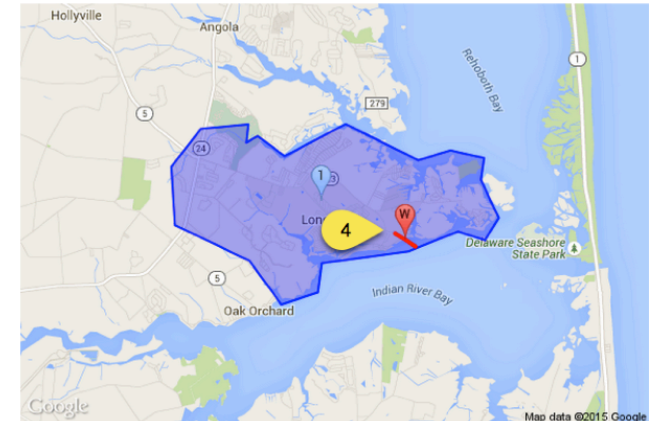 Hollyville
Angola
Rehoboth Bay
1
279
5
24
1
3
Lon
W
4
Delaware Seashore
State Park
5
Indian River Bay
Oak Orchard
Google
Map data ©2015 Google